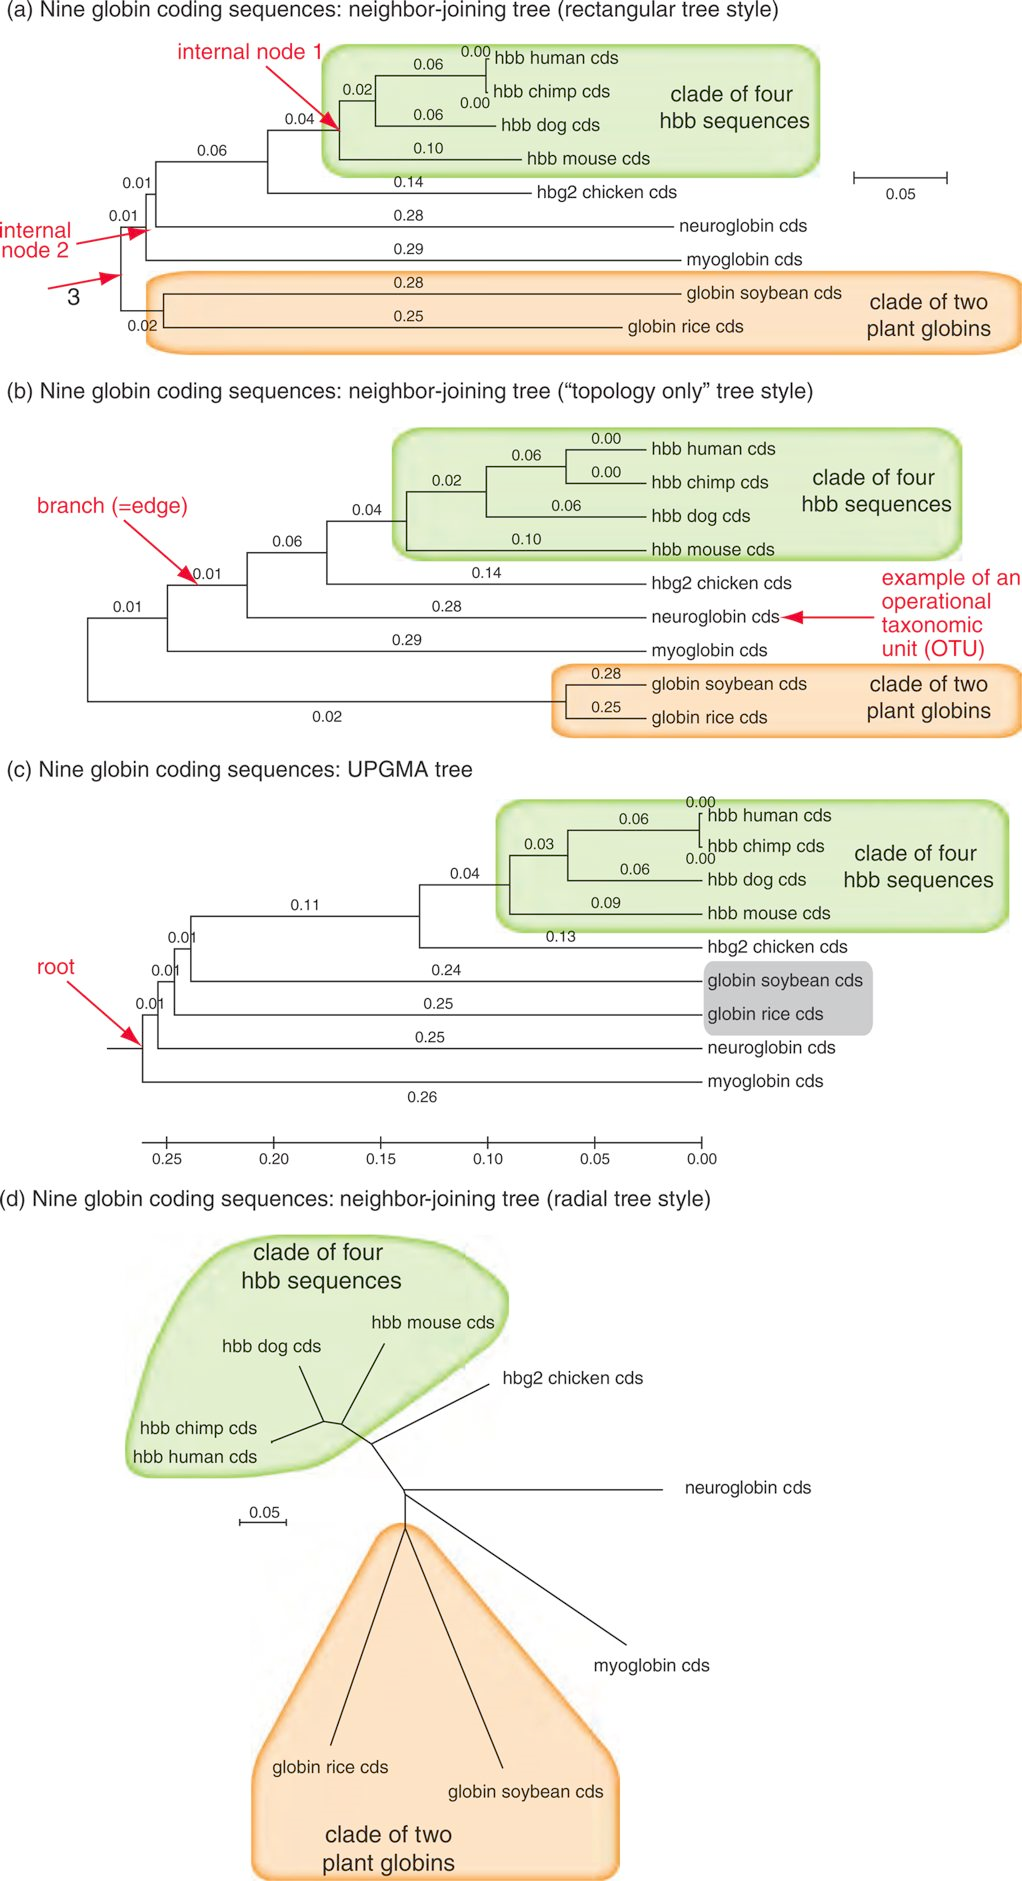 (a) Nine globin coding sequences: neighbor-joining tree (rectangular tree style)
internal node 1
0.00
hbb human cds
0.06
0.02
hbb chimp cds
0.00
clade of four
hbb sequences
0.04
0.06
hbb dog cds
0.10
hbb mouse cds
0.06
0.01
0.14
hbg2 chicken cds
0.05
0.01
0.28
neuroglobin cds
internal
node 2
0.29
myoglobin cds
3
0.28
globin soybean cds
0.02
0.25
globin rice cds
clade of two
plant globins
(b) Nine globin coding sequences: neighbor-joining tree (“topology only” tree style)
0.00
hbb human cds
0.06
0.02
0.00
hbb chimp cds
clade of four
hbb sequences
branch (=edge)
0.04
0.06
hbb dog cds
0.10
hbb mouse cds
0.06
0.01
0.14
hbg2 chicken cds
example of an
operational
taxonomic
unit (OTU)
0.01
0.28
neuroglobin cds
0.29
myoglobin cds
0.28
globin soybean cds
0.02
0.25
globin rice cds
clade of two
plant globins
(c) Nine globin coding sequences: UPGMA tree
0.00
hbb human cds
0.06
0.03
hbb chimp cds
0.00
clade of four
hbb sequences
0.04
0.06
hbb dog cds
0.11
0.09
hbb mouse cds
0.01
0.13
hbg2 chicken cds
root
0.01
0.24
globin soybean cds
0.01
0.25
globin rice cds
0.25
neuroglobin cds
0.26
myoglobin cds
0.25 0.20 0.15 0.10 0.05 0.00
(d) Nine globin coding sequences: neighbor-joining tree (radial tree style)
clade of four
hbb sequences
hbb mouse cds
hbb dog cds
hbg2 chicken cds
hbb chimp cds
hbb human cds
neuroglobin cds
0.05
myoglobin cds
globin rice cds
globin soybean cds
clade of two
plant globins